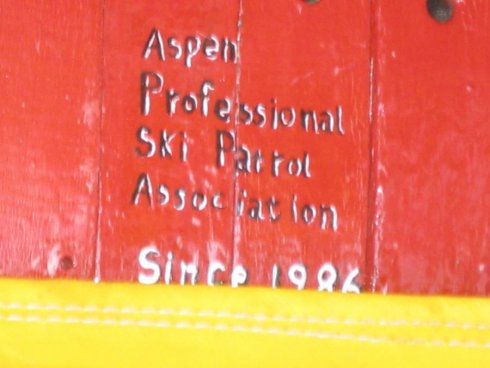 Aspen
Professional
Ski Patrol
Association
Since 1986